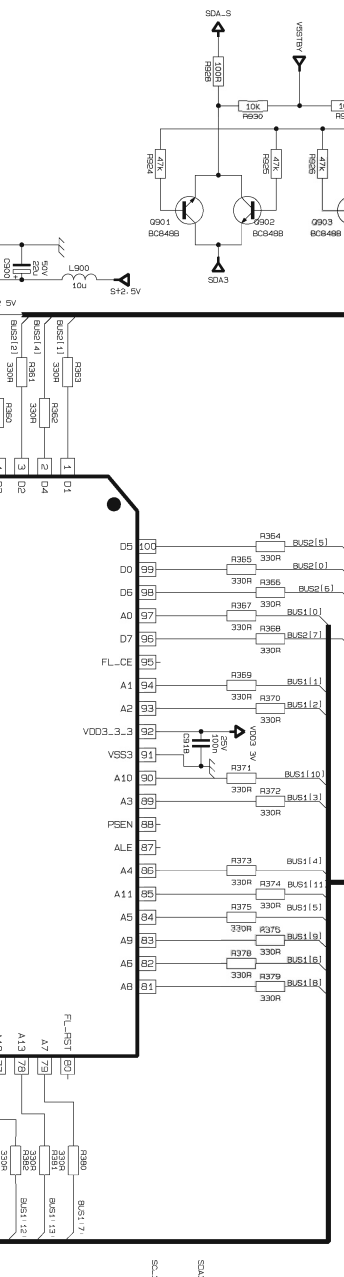 SDA_S
V5STBY
100R
R928
10k
R930
47k
R924
47k
R925
47k
R926
Q901
BC848B
Q902
BC848B
Q903
BC848B
SDA3
C900
22u
50V
L900
10u
S+2.5V
5V
BUS2[2]
BUS2[4]
BUS2[1]
330R
R361
330R
R363
R360
330R
R362
3
2
1
D2
D4
D1
D5 100 R364 330R BUS2[5]
D0 99 R365 330R BUS2[0]
D6 98 R366 330R BUS2[6]
A0 97 R367 330R BUS1[0]
D7 96 R368 330R BUS2[7]
FL_CE 95
A1 94 R369 330R BUS1[1]
A2 93 R370 330R BUS1[2]
VDD3_3_3 92
VSS3 91
C918
100n
25V
VDD3_3V
A10 90 R371 330R BUS1[10]
A3 89 R372 330R BUS1[3]
PSEN 88
ALE 87
A4 86 R373 330R BUS1[4]
A11 85 R374 330R BUS1[11]
A5 84 R375 330R BUS1[5]
A9 83 330R BUS1[9]
A6 82 R378 330R BUS1[6]
A8 81 R379 330R BUS1[8]
A13
A7
FL_RST
78
79
80
330R
R382
330R
R381
R380
BUS1[12]
BUS1[13]
BUS1[7]